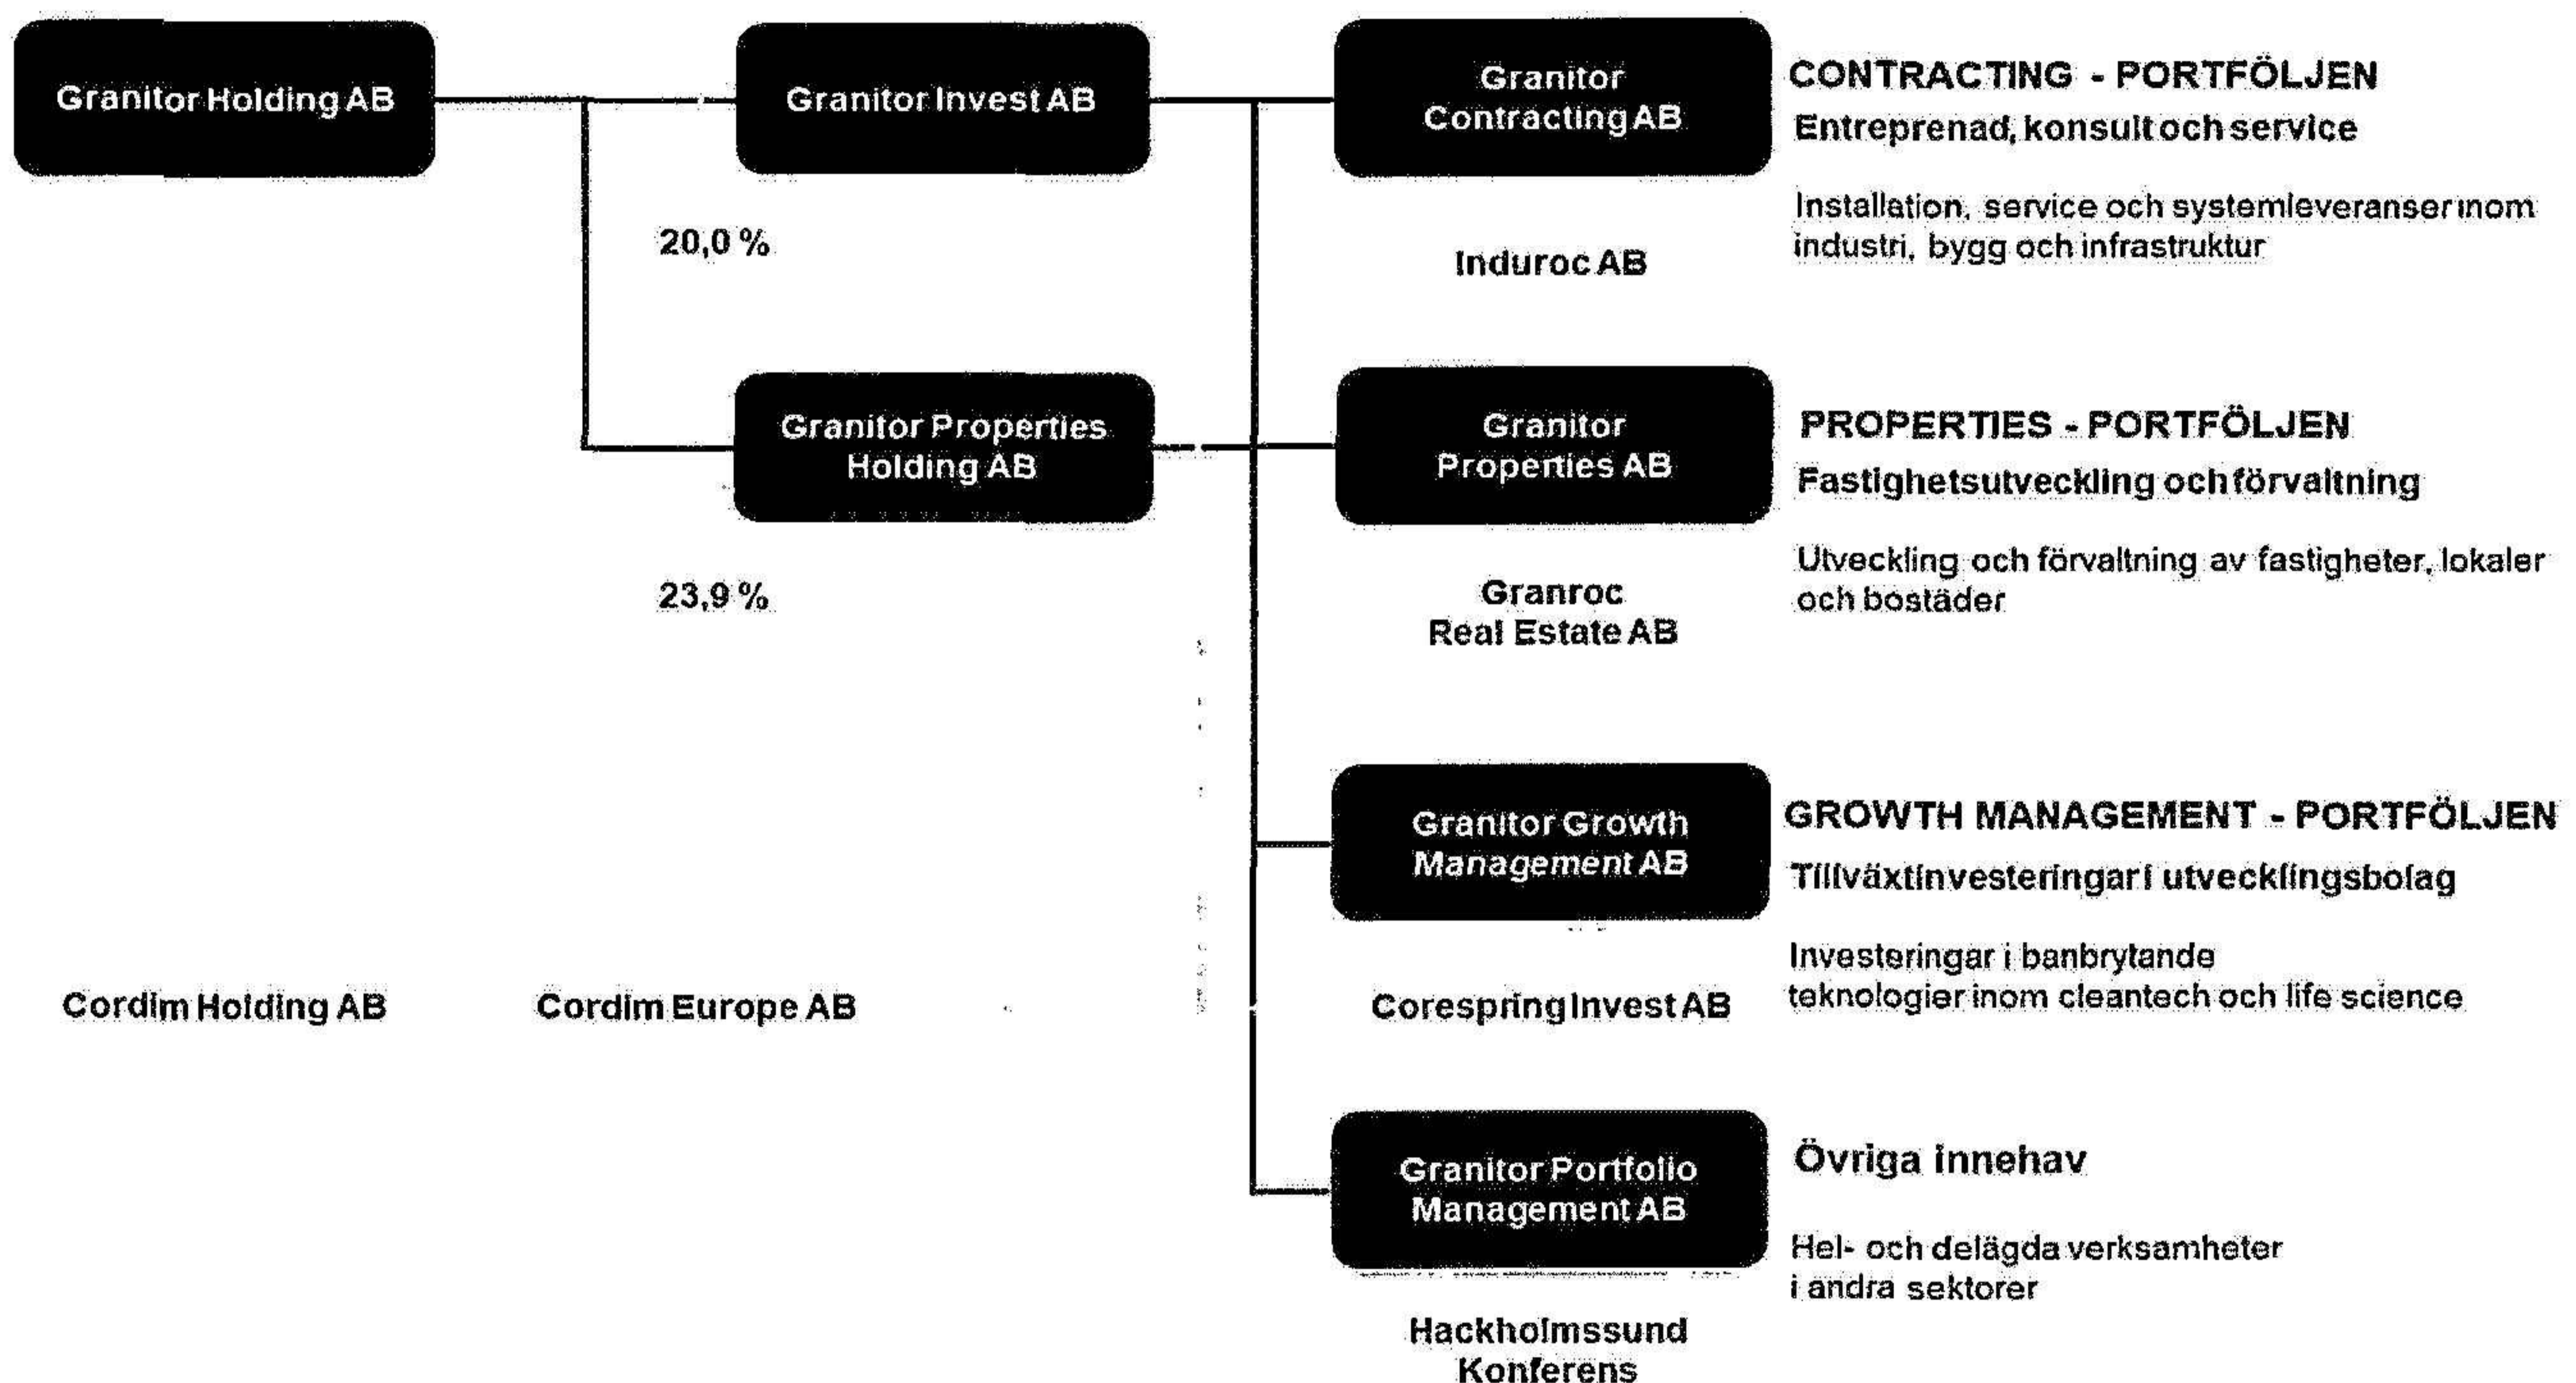 Granitor Holding AB
Granitor Invest AB
Granitor
Contracting AB
CONTRACTING - PORTFÖLJEN
Entreprenad, konsult och service
Installation, service och systemleveranser inom
industri, bygg och infrastruktur
20,0 %
Induroc AB
Granitor Properties
Holding AB
Granitor
Properties AB
PROPERTIES - PORTFÖLJEN
Fastighetsutveckling och förvaltning
Utveckling och förvaltning av fastigheter, lokaler
och bostäder
23,9 %
Granroc
Real Estate AB
Granitor Growth
Management AB
GROWTH MANAGEMENT - PORTFÖLJEN
Tillväxtinvesteringar i utvecklingsbolag
Investeringar i banbrytande
teknologier inom cleantech och life science
Cordim Holding AB
Cordim Europe AB
Corespring Invest AB
Granitor Portfolio
Management AB
Övriga innehav
Hel- och delägda verksamheter
i andra sektorer
Hackholmssund
Konferens